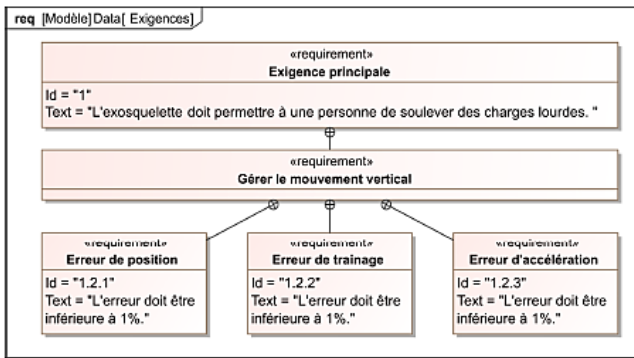 req [Modèle]Data[ Exigences]
«requirement»
Exigence principale
Id = "1"
Text = "L'exosquelette doit permettre à une personne de soulever des charges lourdes. "
«requirement»
Gérer le mouvement vertical
«requirement»
Erreur de position
Id = "1.2.1"
Text = "L'erreur doit être
inférieure à 1%."
«requirement»
Erreur de trainage
Id = "1.2.2"
Text = "L'erreur doit être
inférieure à 1%."
«requirement»
Erreur d'accélération
Id = "1.2.3"
Text = "L'erreur doit être
inférieure à 1%."